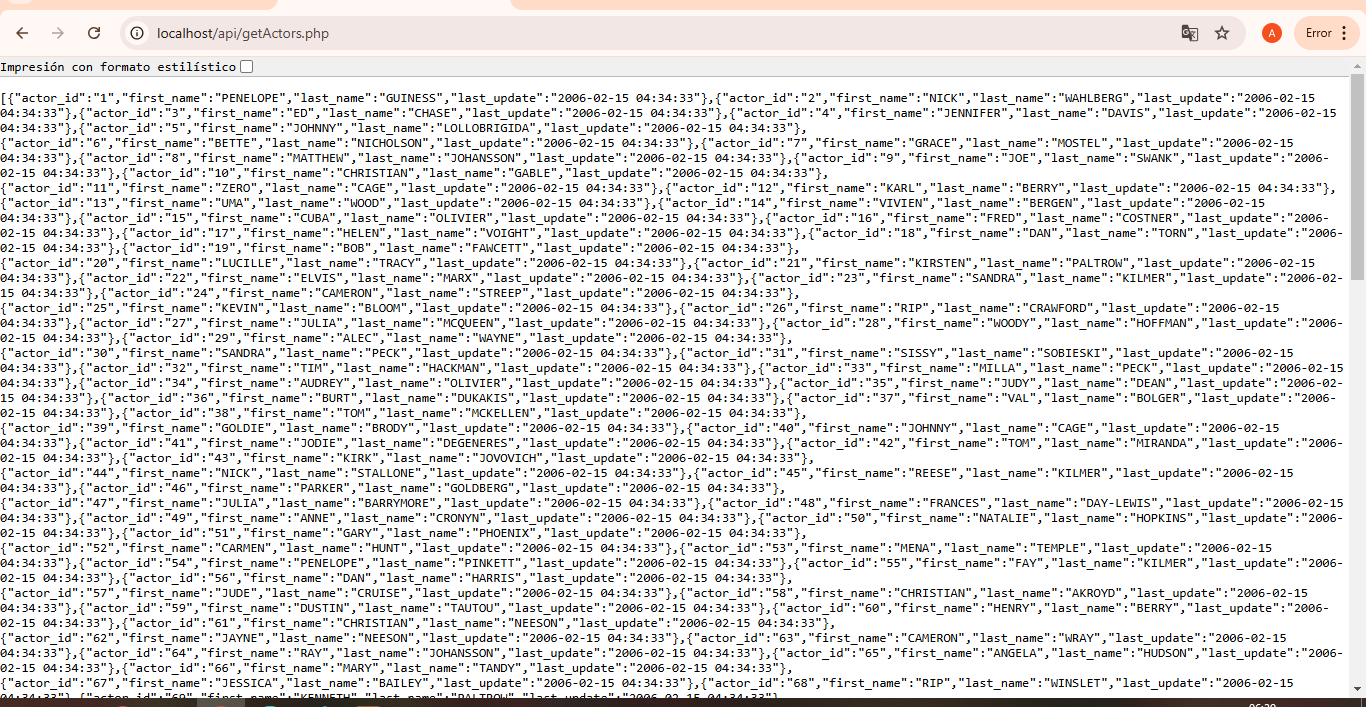 localhost/api/getActors.php
A
Error
Impresión con formato estilístico
[{"actor_id":"1","first_name":"PENELOPE","last_name":"GUINESS","last_update":"2006-02-15 04:34:33"},{"actor_id":"2","first_name":"NICK","last_name":"WAHLBERG","last_update":"2006-02-15
04:34:33"},{"actor_id":"3","first_name":"ED","last_name":"CHASE","last_update":"2006-02-15 04:34:33"},{"actor_id":"4","first_name":"JENNIFER","last_name":"DAVIS","last_update":"2006-02-15
04:34:33"},{"actor_id":"5","first_name":"JOHNNY","last_name":"LOLLOBRIGIDA","last_update":"2006-02-15 04:34:33"},
{"actor_id":"6","first_name":"BETTE","last_name":"NICHOLSON","last_update":"2006-02-15 04:34:33"},{"actor_id":"7","first_name":"GRACE","last_name":"MOSTEL","last_update":"2006-02-15
04:34:33"},{"actor_id":"8","first_name":"MATTHEW","last_name":"JOHANSSON","last_update":"2006-02-15 04:34:33"},{"actor_id":"9","first_name":"JOE","last_name":"SWANK","last_update":"2006-02-
15 04:34:33"},{"actor_id":"10","first_name":"CHRISTIAN","last_name":"GABLE","last_update":"2006-02-15 04:34:33"},
{"actor_id":"11","first_name":"ZERO","last_name":"CAGE","last_update":"2006-02-15 04:34:33"},{"actor_id":"12","first_name":"KARL","last_name":"BERRY","last_update":"2006-02-15 04:34:33"},
{"actor_id":"13","first_name":"UMA","last_name":"WOOD","last_update":"2006-02-15 04:34:33"},{"actor_id":"14","first_name":"VIVIEN","last_name":"BERGEN","last_update":"2006-02-15
04:34:33"},{"actor_id":"15","first_name":"CUBA","last_name":"OLIVIER","last_update":"2006-02-15 04:34:33"},{"actor_id":"16","first_name":"FRED","last_name":"COSTNER","last_update":"2006-02-15
04:34:33"},{"actor_id":"17","first_name":"HELEN","last_name":"VOIGHT","last_update":"2006-02-15 04:34:33"},{"actor_id":"18","first_name":"DAN","last_name":"TORN","last_update":"2006-02-15
04:34:33"},{"actor_id":"19","first_name":"BOB","last_name":"FAWCETT","last_update":"2006-02-15 04:34:33"},
{"actor_id":"20","first_name":"LUCILLE","last_name":"TRACY","last_update":"2006-02-15 04:34:33"},{"actor_id":"21","first_name":"KIRSTEN","last_name":"PALTROW","last_update":"2006-02-15
04:34:33"},{"actor_id":"22","first_name":"ELVIS","last_name":"MARX","last_update":"2006-02-15 04:34:33"},{"actor_id":"23","first_name":"SANDRA","last_name":"KILMER","last_update":"2006-02-
15 04:34:33"},{"actor_id":"24","first_name":"CAMERON","last_name":"STREEP","last_update":"2006-02-15 04:34:33"},
{"actor_id":"25","first_name":"KEVIN","last_name":"BLOOM","last_update":"2006-02-15 04:34:33"},{"actor_id":"26","first_name":"RIP","last_name":"CRAWFORD","last_update":"2006-02-15
04:34:33"},{"actor_id":"27","first_name":"JULIA","last_name":"MCQUEEN","last_update":"2006-02-15 04:34:33"},{"actor_id":"28","first_name":"WOODY","last_name":"HOFFMAN","last_update":"2006-
02-15 04:34:33"},{"actor_id":"29","first_name":"ALEC","last_name":"WAYNE","last_update":"2006-02-15 04:34:33"},
{"actor_id":"30","first_name":"SANDRA","last_name":"PECK","last_update":"2006-02-15 04:34:33"},{"actor_id":"31","first_name":"SISSY","last_name":"SOBIESKI","last_update":"2006-02-15
04:34:33"},{"actor_id":"32","first_name":"TIM","last_name":"HACKMAN","last_update":"2006-02-15 04:34:33"},{"actor_id":"33","first_name":"MILLA","last_name":"PECK","last_update":"2006-02-15
04:34:33"},{"actor_id":"34","first_name":"AUDREY","last_name":"OLIVIER","last_update":"2006-02-15 04:34:33"},{"actor_id":"35","first_name":"JUDY","last_name":"DEAN","last_update":"2006-02-
15 04:34:33"},{"actor_id":"36","first_name":"BURT","last_name":"DUKAKIS","last_update":"2006-02-15 04:34:33"},{"actor_id":"37","first_name":"VAL","last_name":"BOLGER","last_update":"2006-
02-15 04:34:33"},{"actor_id":"38","first_name":"TOM","last_name":"MCKELLEN","last_update":"2006-02-15 04:34:33"},
{"actor_id":"39","first_name":"GOLDIE","last_name":"BRODY","last_update":"2006-02-15 04:34:33"},{"actor_id":"40","first_name":"JOHNNY","last_name":"CAGE","last_update":"2006-02-15
04:34:33"},{"actor_id":"41","first_name":"JODIE","last_name":"DEGENERES","last_update":"2006-02-15 04:34:33"},{"actor_id":"42","first_name":"TOM","last_name":"MIRANDA","last_update":"2006-
02-15 04:34:33"},{"actor_id":"43","first_name":"KIRK","last_name":"JOVOVICH","last_update":"2006-02-15 04:34:33"},
{"actor_id":"44","first_name":"NICK","last_name":"STALLONE","last_update":"2006-02-15 04:34:33"},{"actor_id":"45","first_name":"REESE","last_name":"KILMER","last_update":"2006-02-15
04:34:33"},{"actor_id":"46","first_name":"PARKER","last_name":"GOLDBERG","last_update":"2006-02-15 04:34:33"},
{"actor_id":"47","first_name":"JULIA","last_name":"BARRYMORE","last_update":"2006-02-15 04:34:33"},{"actor_id":"48","first_name":"FRANCES","last_name":"DAY-LEWIS","last_update":"2006-02-15
04:34:33"},{"actor_id":"49","first_name":"ANNE","last_name":"CRONYN","last_update":"2006-02-15 04:34:33"},{"actor_id":"50","first_name":"NATALIE","last_name":"HOPKINS","last_update":"2006-
02-15 04:34:33"},{"actor_id":"51","first_name":"GARY","last_name":"PHOENIX","last_update":"2006-02-15 04:34:33"},
{"actor_id":"52","first_name":"CARMEN","last_name":"HUNT","last_update":"2006-02-15 04:34:33"},{"actor_id":"53","first_name":"MENA","last_name":"TEMPLE","last_update":"2006-02-15
04:34:33"},{"actor_id":"54","first_name":"PENELOPE","last_name":"PINKETT","last_update":"2006-02-15 04:34:33"},{"actor_id":"55","first_name":"FAY","last_name":"KILMER","last_update":"2006-
02-15 04:34:33"},{"actor_id":"56","first_name":"DAN","last_name":"HARRIS","last_update":"2006-02-15 04:34:33"},
{"actor_id":"57","first_name":"JUDE","last_name":"CRUISE","last_update":"2006-02-15 04:34:33"},{"actor_id":"58","first_name":"CHRISTIAN","last_name":"AKROYD","last_update":"2006-02-15
04:34:33"},{"actor_id":"59","first_name":"DUSTIN","last_name":"TAUTOU","last_update":"2006-02-15 04:34:33"},{"actor_id":"60","first_name":"HENRY","last_name":"BERRY","last_update":"2006-
02-15 04:34:33"},{"actor_id":"61","first_name":"CHRISTIAN","last_name":"NEESON","last_update":"2006-02-15 04:34:33"},
{"actor_id":"62","first_name":"JAYNE","last_name":"NEESON","last_update":"2006-02-15 04:34:33"},{"actor_id":"63","first_name":"CAMERON","last_name":"WRAY","last_update":"2006-02-15
04:34:33"},{"actor_id":"64","first_name":"RAY","last_name":"JOHANSSON","last_update":"2006-02-15 04:34:33"},{"actor_id":"65","first_name":"ANGELA","last_name":"HUDSON","last_update":"2006-
02-15 04:34:33"},{"actor_id":"66","first_name":"MARY","last_name":"TANDY","last_update":"2006-02-15 04:34:33"},
{"actor_id":"67","first_name":"JESSICA","last_name":"BAILEY","last_update":"2006-02-15 04:34:33"},{"actor_id":"68","first_name":"RIP","last_name":"WINSLET","last_update":"2006-02-15
04:34:33"},{"actor_id":"69","first_name":"KENNETH","last_name":"PALTROW","last_update":"2006-02-15 04:34:33"},